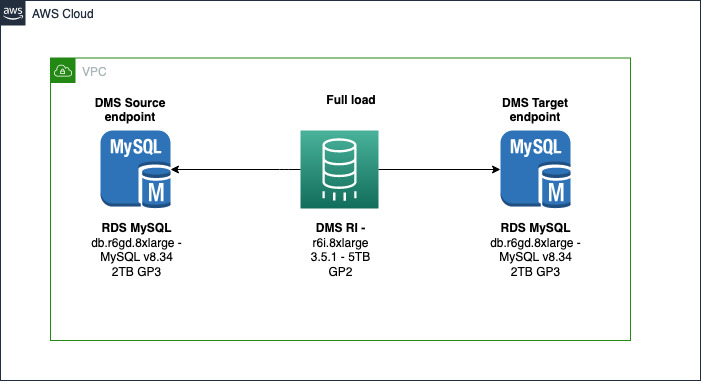 aws
AWS Cloud
VPC
DMS Source
endpoint
MySQL
M
RDS MySQL
db.r6gd.8xlarge -
MySQL v8.34
2TB GP3
Full load
DMS RI -
r6i.8xlarge
3.5.1 - 5TB
GP2
DMS Target
endpoint
MySQL
M
RDS MySQL
db.r6gd.8xlarge -
MySQL v8.34
2TB GP3